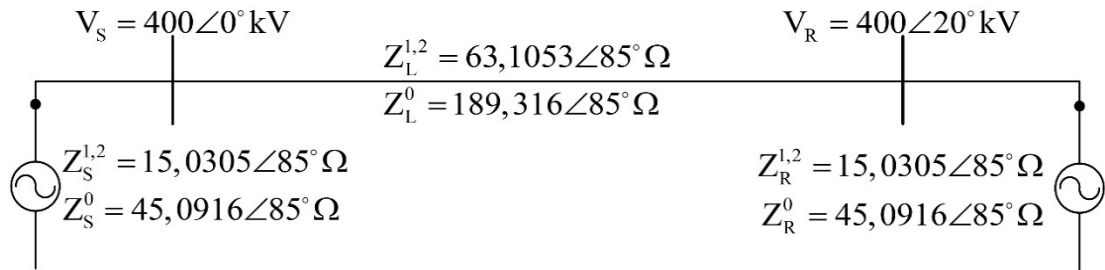 V_S = 400∠0° kV
V_R = 400∠20° kV
Z_L^{1,2} = 63,1053∠85° Ω
Z_L^0 = 189,316∠85° Ω
Z_S^{1,2} = 15,0305∠85° Ω
Z_S^0 = 45,0916∠85° Ω
Z_R^{1,2} = 15,0305∠85° Ω
Z_R^0 = 45,0916∠85° Ω